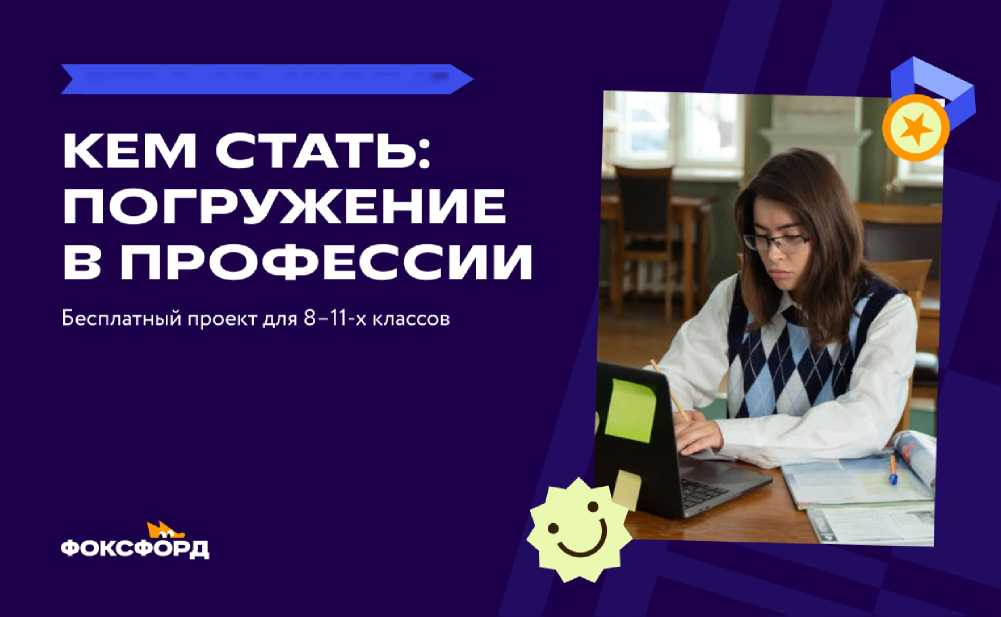 КЕМ СТАТЬ:
ПОГРУЖЕНИЕ
В ПРОФЕССИИ
Бесплатный проект для 8–11-х классов
ФОКСФОРД